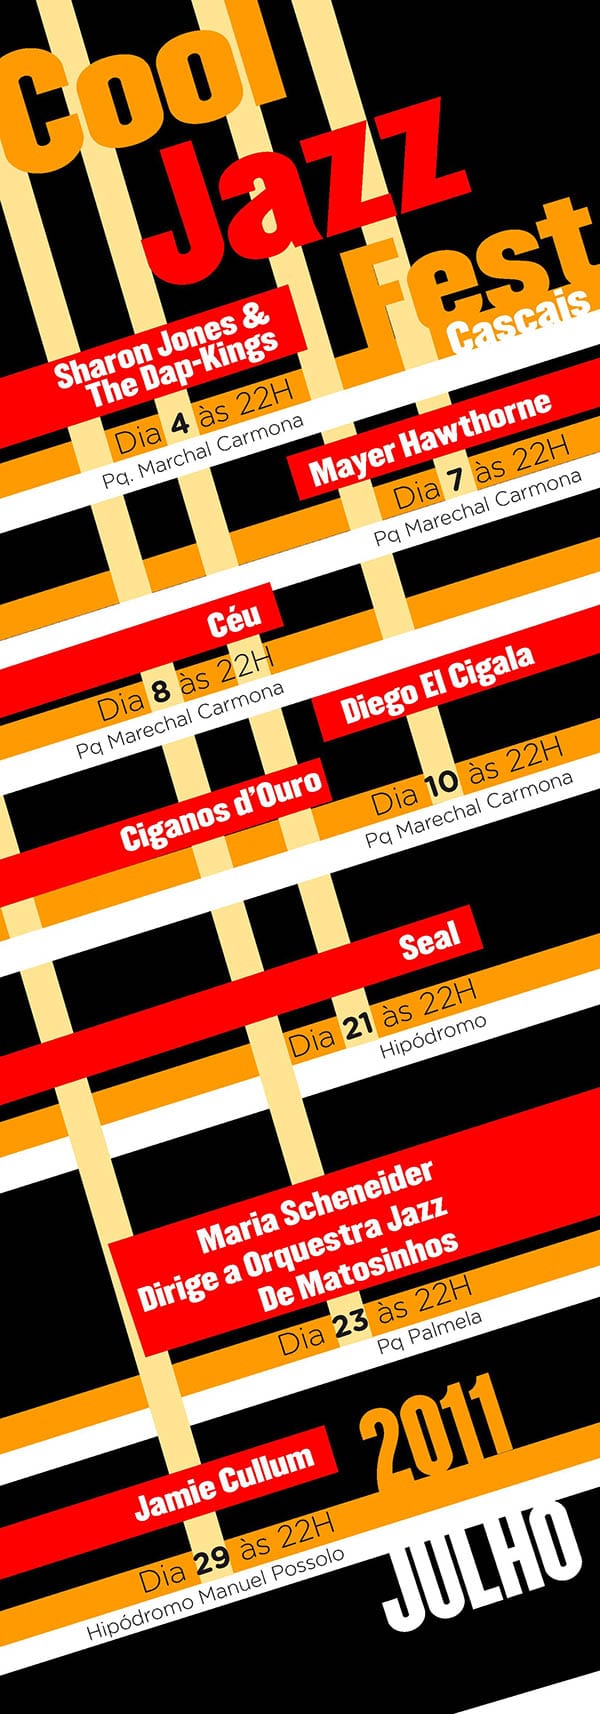 Cool
Jazz
Fest
Cascais
Sharon Jones &
The Dap-Kings
Dia 4 às 22H
Pq. Marchal Carmona
Mayer Hawthorne
Dia 7 às 22H
Pq Marechal Carmona
Céu
Dia 8 às 22H
Pq Marechal Carmona
Diego El Cigala
Ciganos d'Ouro
Dia 10 às 22H
Pq Marechal Carmona
Seal
Dia 21 às 22H
Hipódromo
Maria Scheneider
Dirige a Orquestra Jazz
De Matosinhos
Dia 23 às 22H
Pq Palmela
2011
Jamie Cullum
Dia 29 às 22H
Hipódromo Manuel Possolo
JULHO